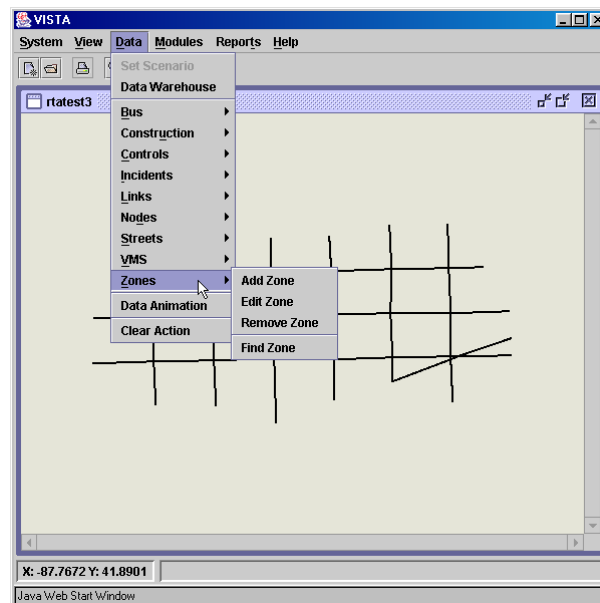 VISTA
System View Data Modules Reports Help
Set Scenario
Data Warehouse
rtatest3
Bus
Construction
Controls
Incidents
Links
Nodes
Streets
VMS
Zones
Add Zone
Edit Zone
Remove Zone
Find Zone
Data Animation
Clear Action
X: -87.7672 Y: 41.8901
Java Web Start Window